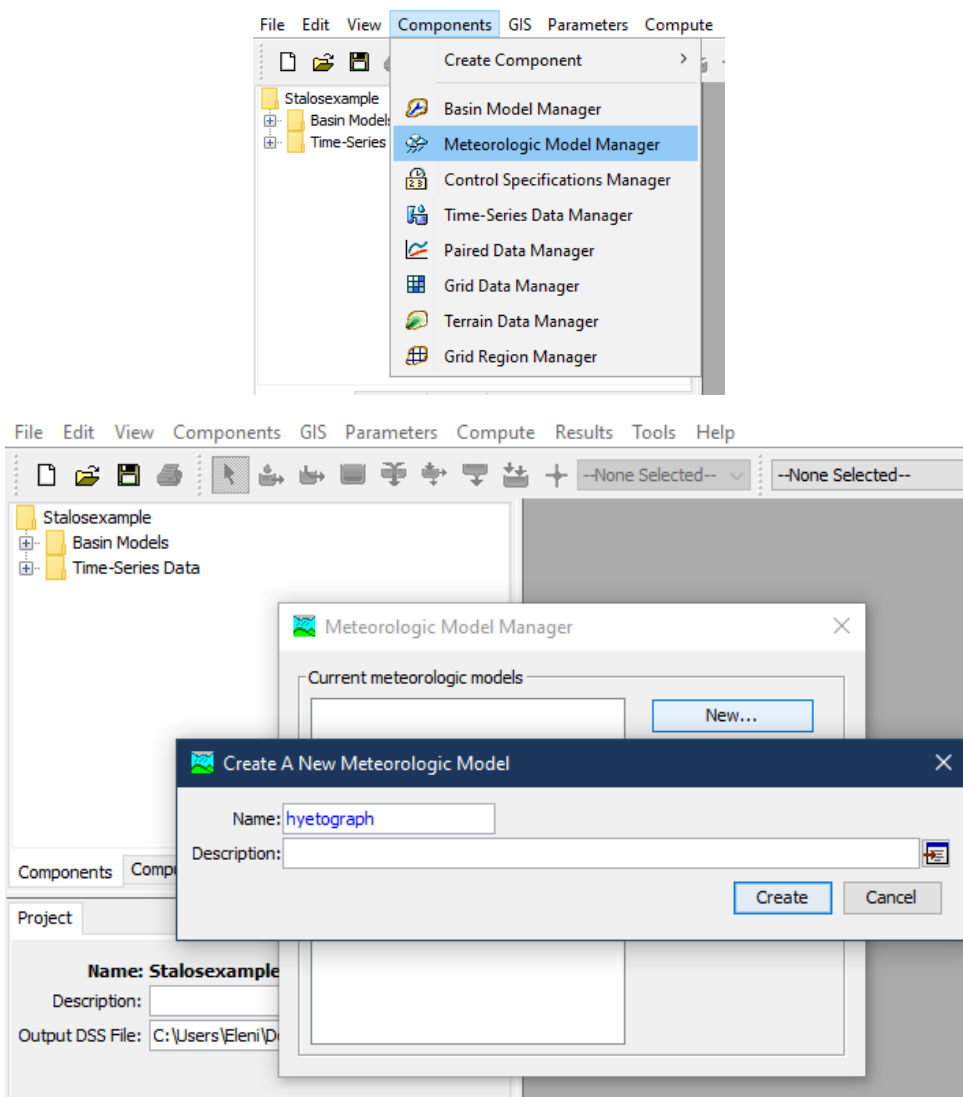 File Edit View Components GIS Parameters Compute
Create Component
Stalosexample
Basin Models
Time-Series
Basin Model Manager
Meteorologic Model Manager
Control Specifications Manager
Time-Series Data Manager
Paired Data Manager
Grid Data Manager
Terrain Data Manager
Grid Region Manager
File Edit View Components GIS Parameters Compute Results Tools Help
--None Selected-- --None Selected--
Stalosexample
Basin Models
Time-Series Data
Meteorologic Model Manager
Current meteorologic models
New...
Create A New Meteorologic Model
Name: hyetograph
Description:
Create Cancel
Components Comp
Project
Name: Stalosexample
Description:
Output DSS File: C:\Users\Eleni\D